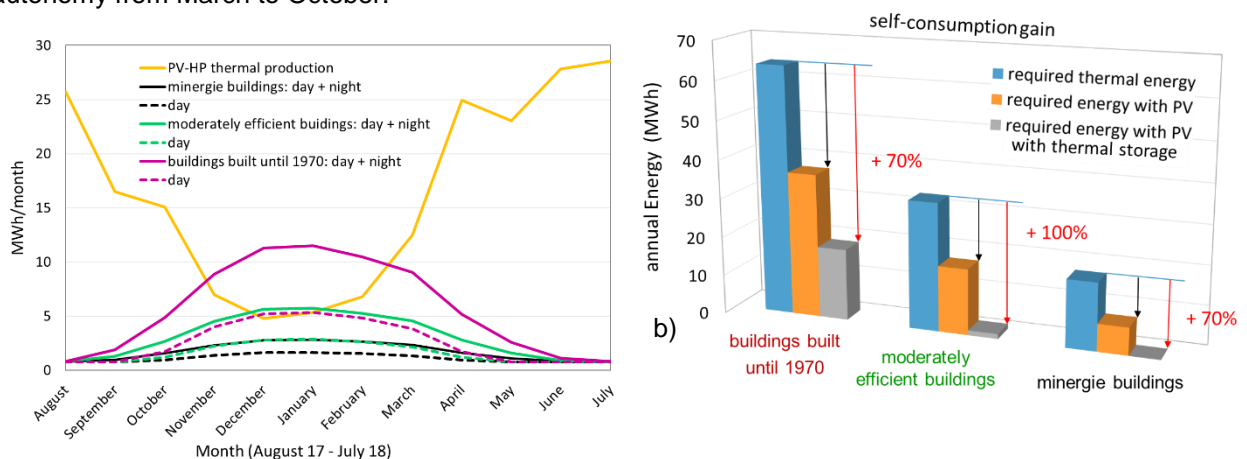 autonomy from March to October.
30
25
20
15
10
5
0
MWh/month
PV-HP thermal production
minergie buildings: day + night
day
moderately efficient buidings: day + night
day
buildings built until 1970: day + night
day
August
September
October
November
December
January
February
March
April
May
June
July
Month (August 17 - July 18)
self-consumption gain
70
60
50
40
30
20
10
0
annual Energy (MWh)
required thermal energy
required energy with PV
required energy with PV
with thermal storage
+ 70%
+ 100%
+ 70%
b)
buildings built
until 1970
moderately
efficient buildings
minergie buildings